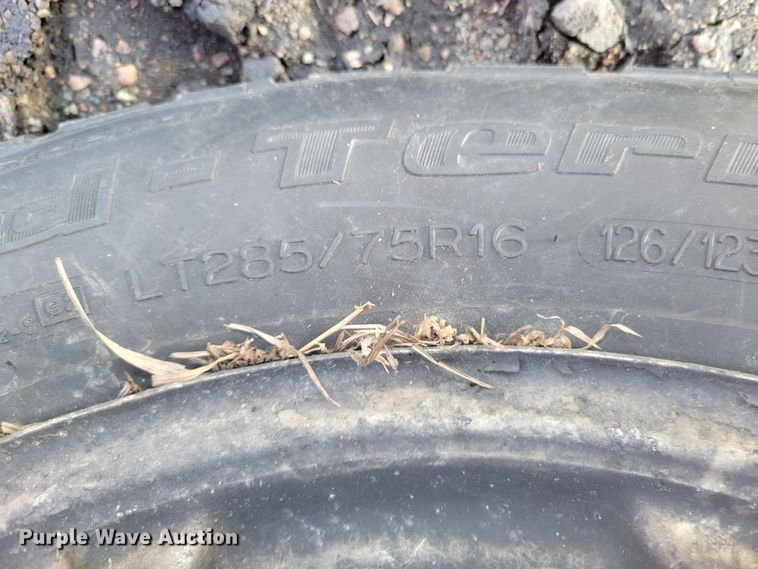 d-Terr
LT285/75R16 126/123
Purple Wave Auction